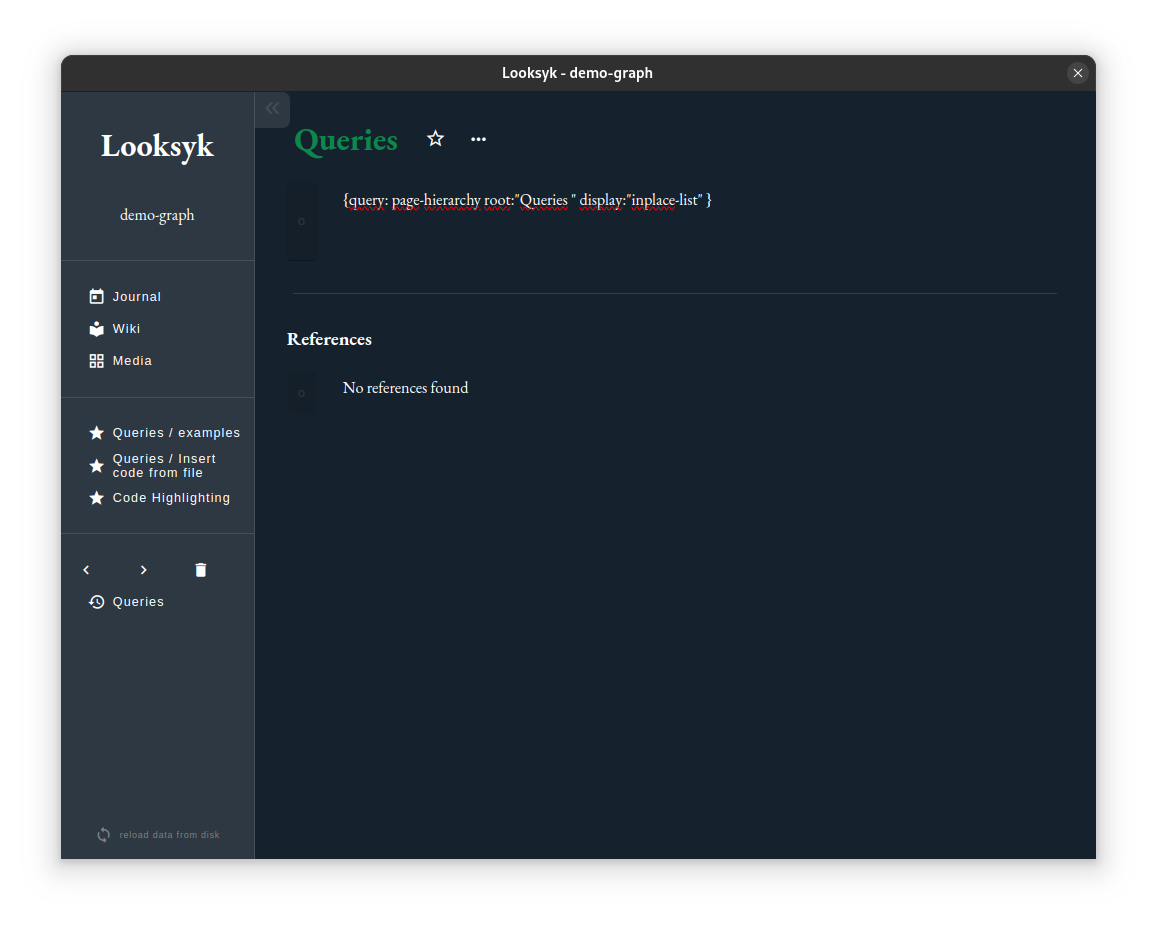 Looksyk - demo-graph
Looksyk
demo-graph
Journal
Wiki
Media
Queries / examples
Queries / Insert
code from file
Code Highlighting
Queries
reload data from disk
Queries
{query: page-hierarchy root:"Queries " display:"inplace-list" }
References
No references found